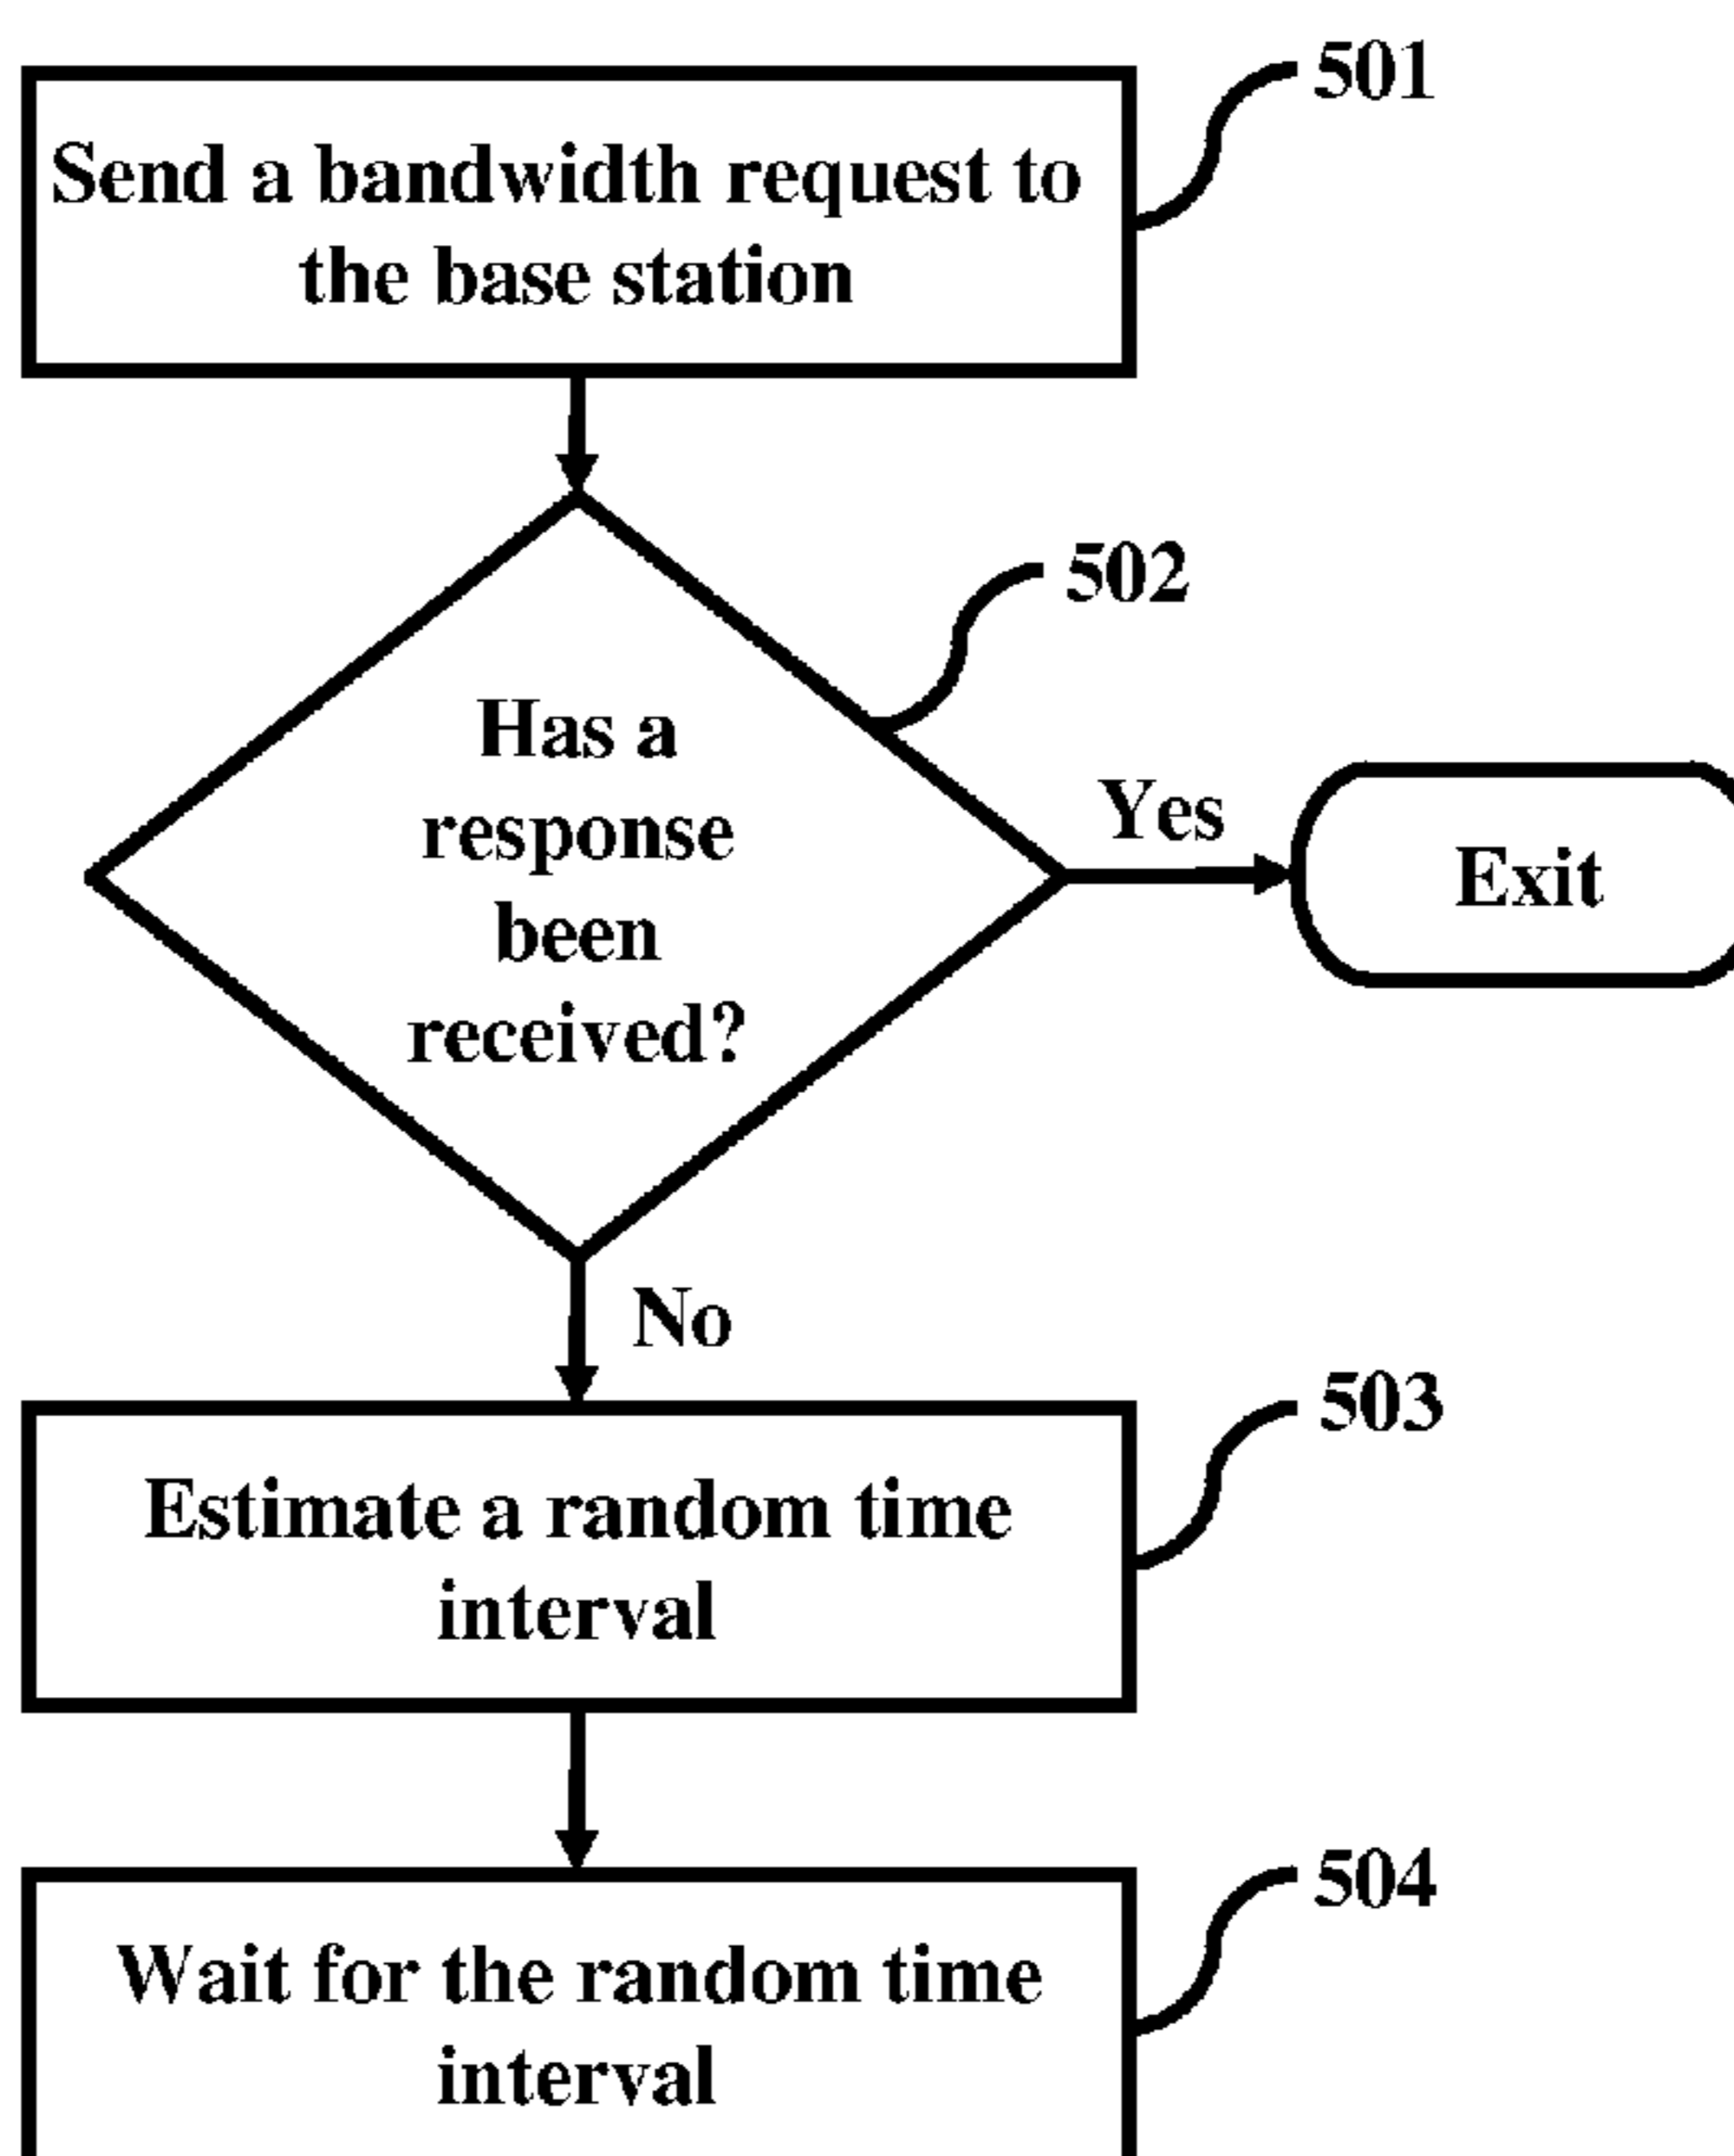 501
Send a bandwidth request to
the base station
502
Has a
response
been
received?
Yes
Exit
No
503
Estimate a random time
interval
504
Wait for the random time
interval